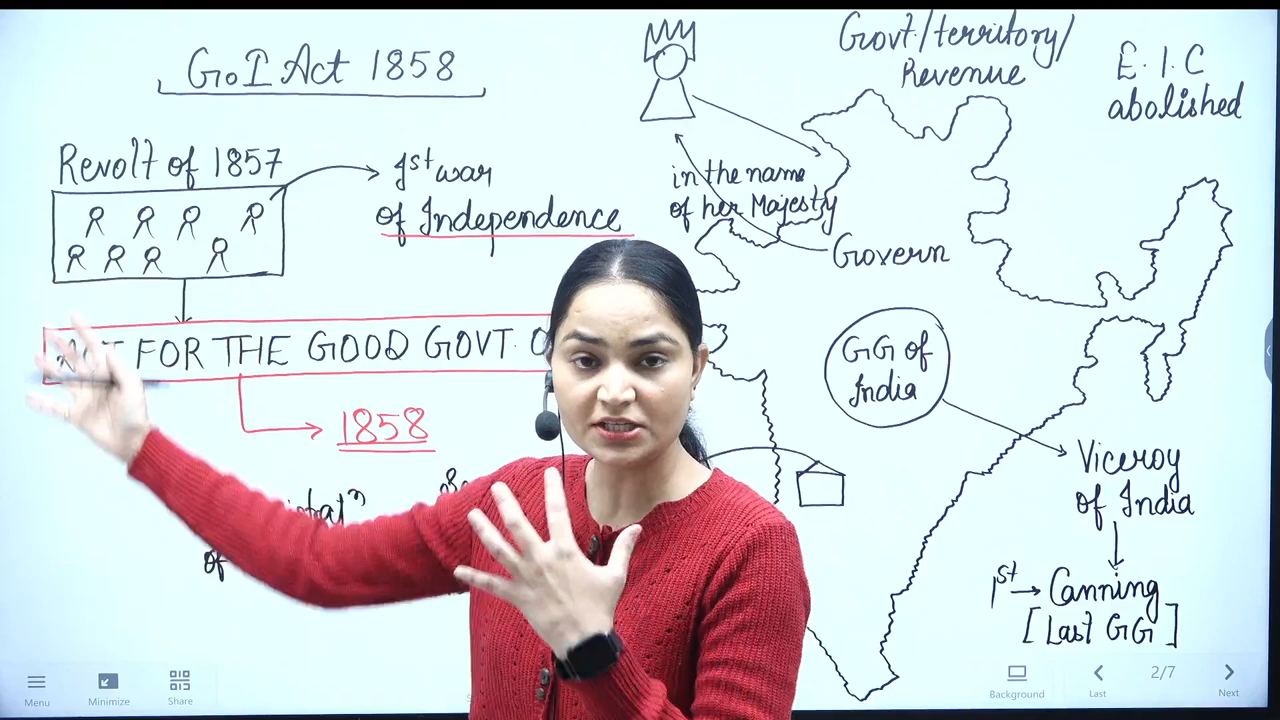 GoI Act 1858
Revolt of 1857
1st war
of Independence
FOR THE GOOD GOVT.
1858
of
Govt/territory/
Revenue
E.I.C
abolished
in the name
of her Majesty
Govern
GG of
India
Viceroy
of India
1st → Canning
[Last GG]
Menu
Minimize
Share
Background
Last
2/7
Next